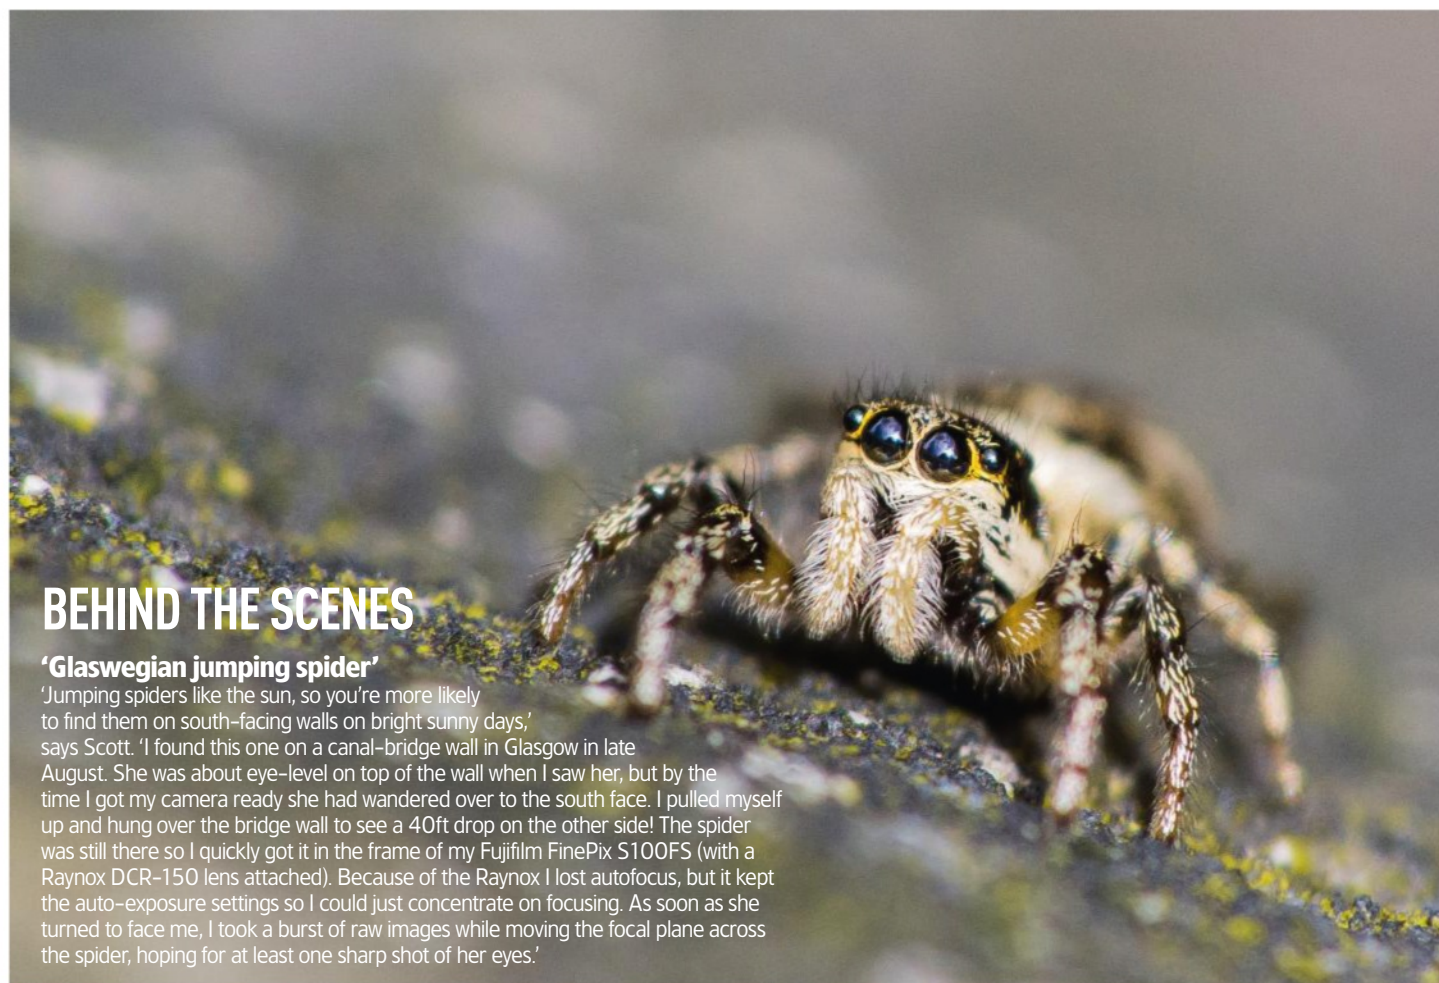 BEHIND THE SCENES
‘Glaswegian jumping spider’
‘Jumping spiders like the sun, so you’re more likely
to find them on south-facing walls on bright sunny days,’
says Scott. ‘I found this one on a canal-bridge wall in Glasgow in late
August. She was about eye-level on top of the wall when I saw her, but by the
time I got my camera ready she had wandered over to the south face. I pulled myself
up and hung over the bridge wall to see a 40ft drop on the other side! The spider
was still there so I quickly got it in the frame of my Fujifilm FinePix S100FS (with a
Raynox DCR-150 lens attached). Because of the Raynox I lost autofocus, but it kept
the auto-exposure settings so I could just concentrate on focusing. As soon as she
turned to face me, I took a burst of raw images while moving the focal plane across
the spider, hoping for at least one sharp shot of her eyes.’